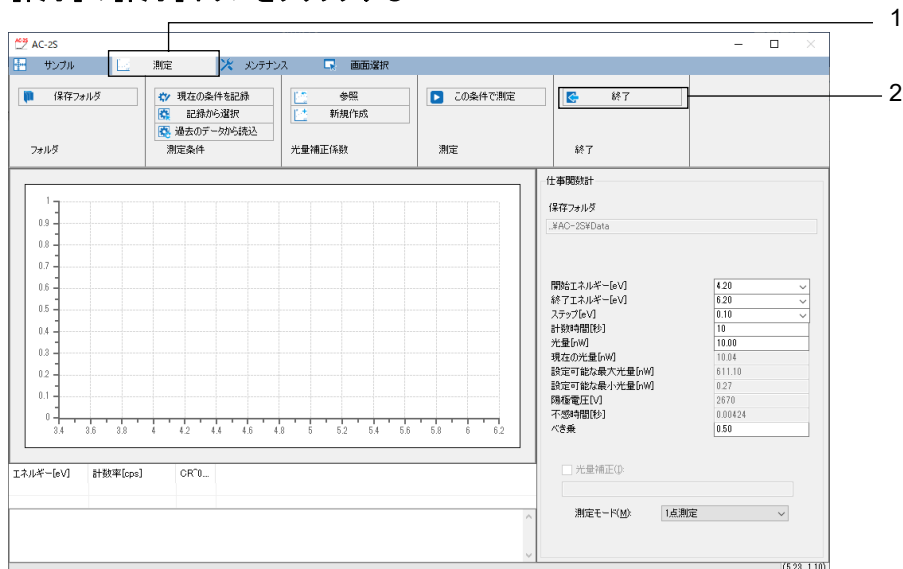 1
AC-2S
サンプル 測定 メンテナンス 画面選択
保存フォルダ 現在の条件を記録 参照 この条件で測定 終了
2
記録から選択 新規作成
過去のデータから読込
フォルダ 測定条件 光量補正係数 測定 終了
仕事関数計
保存フォルダ
..¥AC-2S¥Data
1
0.9
0.8
0.7
0.6
0.5
0.4
0.3
0.2
0.1
0
3.4 3.6 3.8 4 4.2 4.4 4.6 4.8 5 5.2 5.4 5.6 5.8 6 6.2
開始エネルギー[eV] 4.20
終了エネルギー[eV] 6.20
ステップ[eV] 0.10
計数時間[秒] 10
光量[nW] 10.00
現在の光量[nW] 10.04
設定可能な最大光量[nW] 611.10
設定可能な最小光量[nW] 0.27
陽極電圧[V] 2670
不感時間[秒] 0.00424
べき乗 0.50
エネルギー[eV] 計数率[cps] CR^0...
光量補正(I):
測定モード(M): 1点測定
(5.23, 1.10)